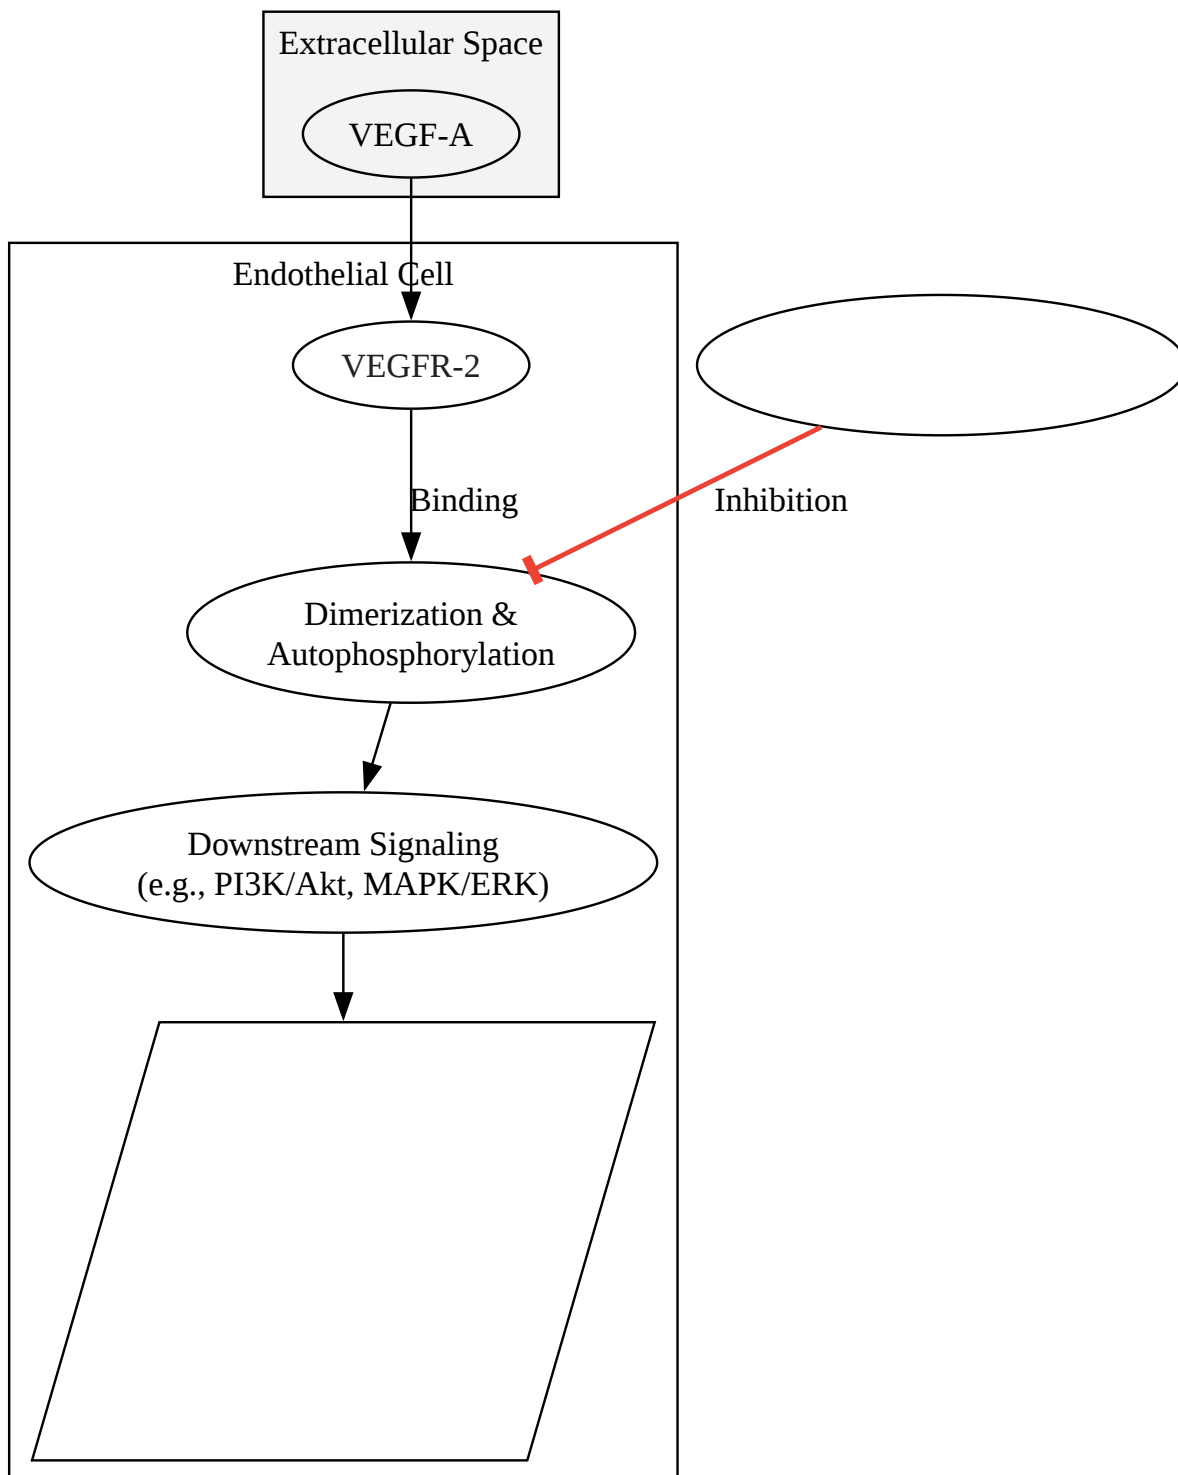 Extracellular Space
VEGF-A
Endothelial Cell
VEGFR-2
Binding
Inhibition
Dimerization &
Autophosphorylation
Downstream Signaling
(e.g., PI3K/Akt, MAPK/ERK)